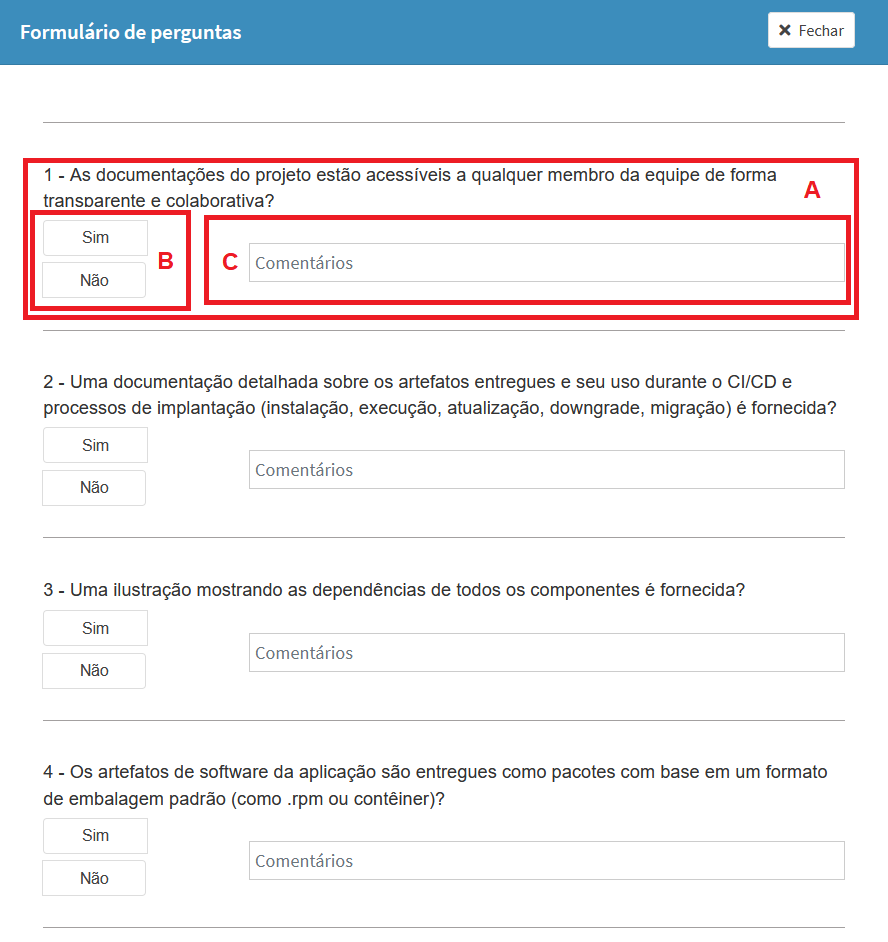 Formulário de perguntas
✖ Fechar
1 - As documentações do projeto estão acessíveis a qualquer membro da equipe de forma
transparente e colaborativa?
A
Sim
B
Não
C
Comentários
2 - Uma documentação detalhada sobre os artefatos entregues e seu uso durante o CI/CD e
processos de implantação (instalação, execução, atualização, downgrade, migração) é fornecida?
Sim
Não
Comentários
3 - Uma ilustração mostrando as dependências de todos os componentes é fornecida?
Sim
Não
Comentários
4 - Os artefatos de software da aplicação são entregues como pacotes com base em um formato
de embalagem padrão (como .rpm ou contêiner)?
Sim
Não
Comentários